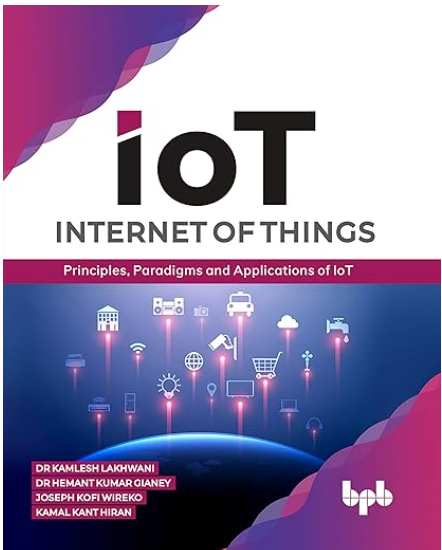 IoT
INTERNET OF THINGS
Principles, Paradigms and Applications of IoT
DR KAMLESH LAKHWANI
DR HEMANT KUMAR GIANEY
JOSEPH KOFI WIREKO
KAMAL KANT HIRAN
bpb